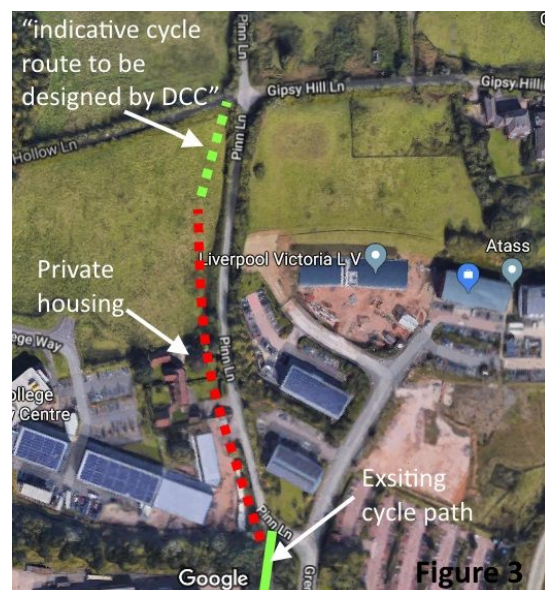 “indicative cycle
route to be
designed by DCC”
Pinn Ln
Gipsy Hill Ln
Gipsy Hill Ln
Pinn Ln
Hollow Ln
Liverpool Victoria L V
Atass
Private
housing
ege Way
Pinn Ln
ollege
y Centre
Exsiting
cycle path
Pinn Ln
Gree
Google
Figure 3